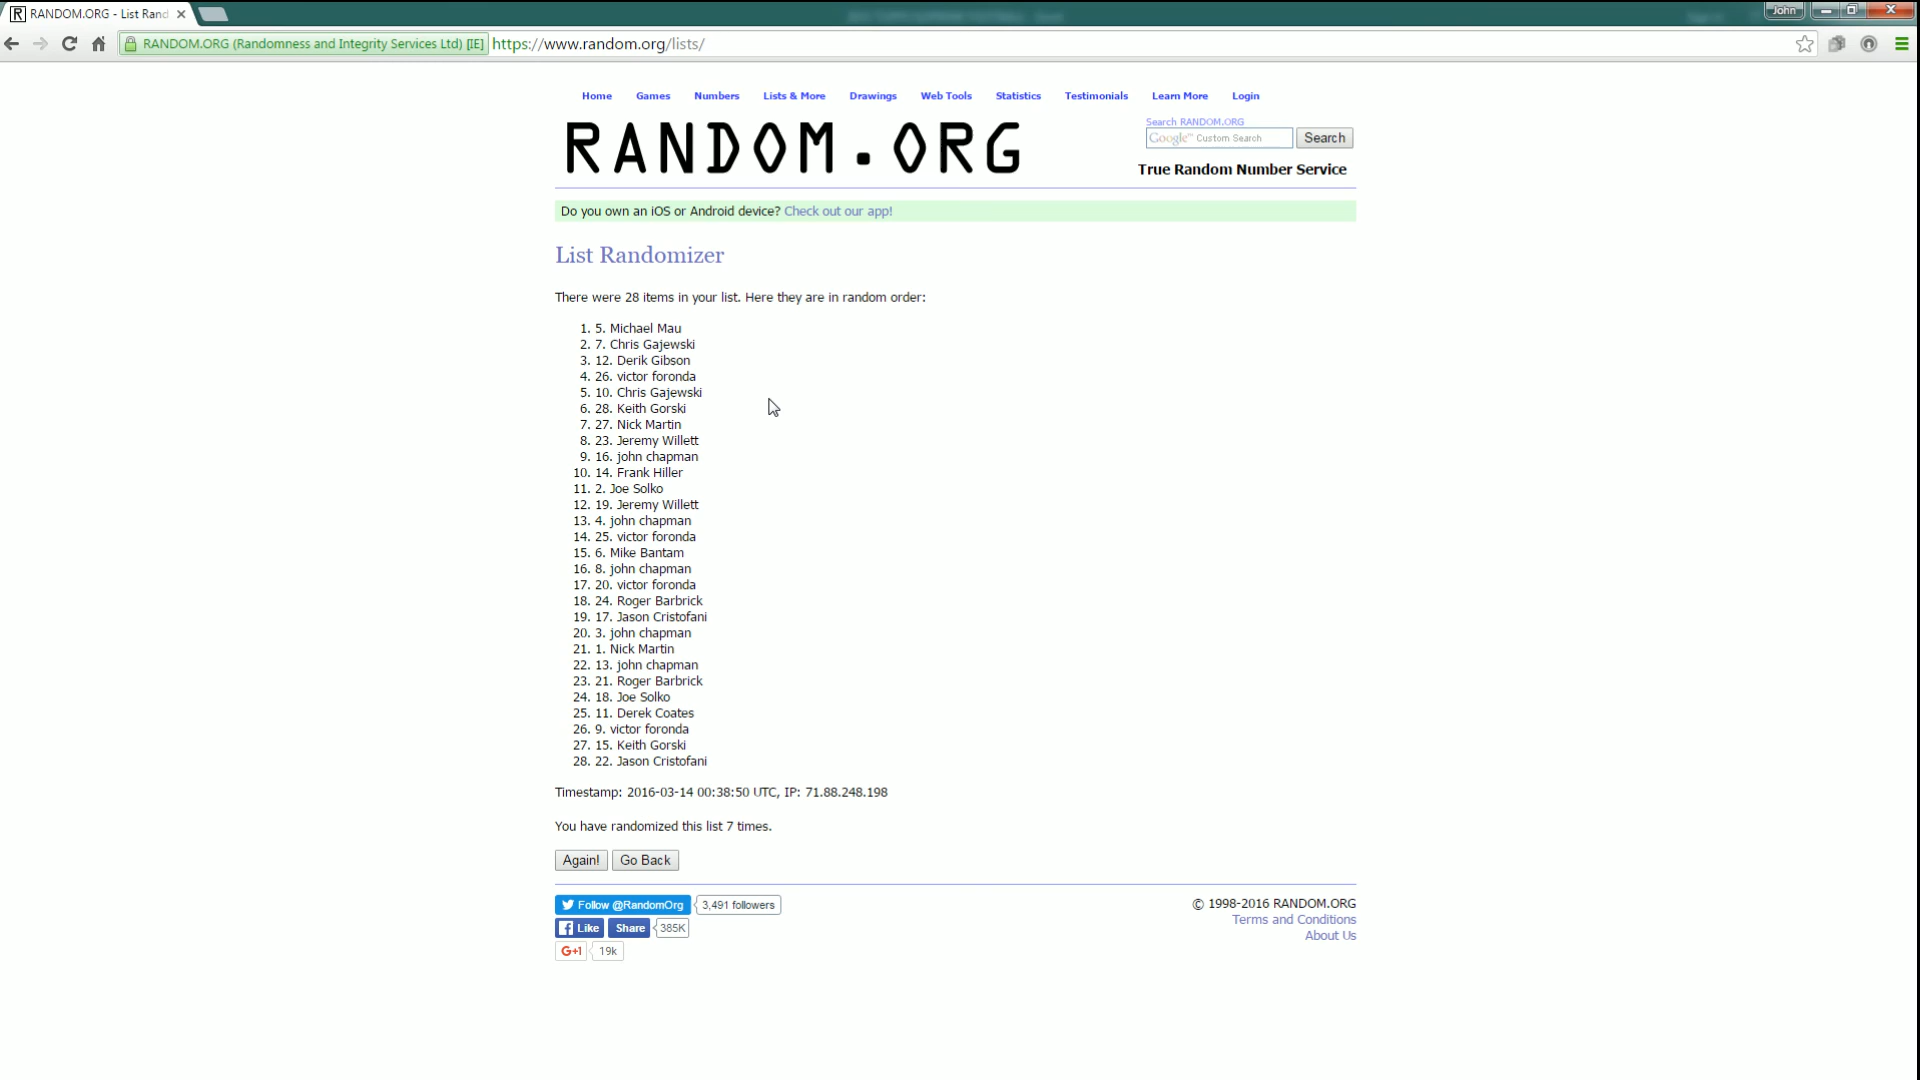 RANDOM.ORG - List Rand
John
RANDOM.ORG (Randomness and Integrity Services Ltd) [IE] https://www.random.org/lists/
Home Games Numbers Lists & More Drawings Web Tools Statistics Testimonials Learn More Login
RANDOM.ORG
Search RANDOM.ORG
Google™ Custom Search Search
True Random Number Service
Do you own an iOS or Android device? Check out our app!
List Randomizer
There were 28 items in your list. Here they are in random order:
1. 5. Michael Mau
2. 7. Chris Gajewski
3. 12. Derik Gibson
4. 26. victor foronda
5. 10. Chris Gajewski
6. 28. Keith Gorski
7. 27. Nick Martin
8. 23. Jeremy Willett
9. 16. john chapman
10. 14. Frank Hiller
11. 2. Joe Solko
12. 19. Jeremy Willett
13. 4. john chapman
14. 25. victor foronda
15. 6. Mike Bantam
16. 8. john chapman
17. 20. victor foronda
18. 24. Roger Barbrick
19. 17. Jason Cristofani
20. 3. john chapman
21. 1. Nick Martin
22. 13. john chapman
23. 21. Roger Barbrick
24. 18. Joe Solko
25. 11. Derek Coates
26. 9. victor foronda
27. 15. Keith Gorski
28. 22. Jason Cristofani
Timestamp: 2016-03-14 00:38:50 UTC, IP: 71.88.248.198
You have randomized this list 7 times.
Again! Go Back
Follow @RandomOrg 3,491 followers
Like Share 385K
G+1 19k
© 1998-2016 RANDOM.ORG
Terms and Conditions
About Us